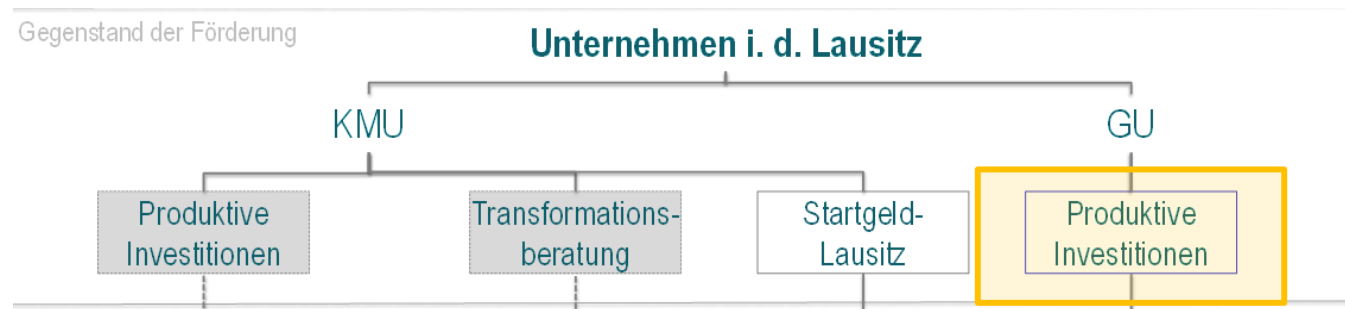 Gegenstand der Förderung
Unternehmen i. d. Lausitz
KMU
GU
Produktive
Investitionen
Transformations-
beratung
Startgeld-
Lausitz
Produktive
Investitionen